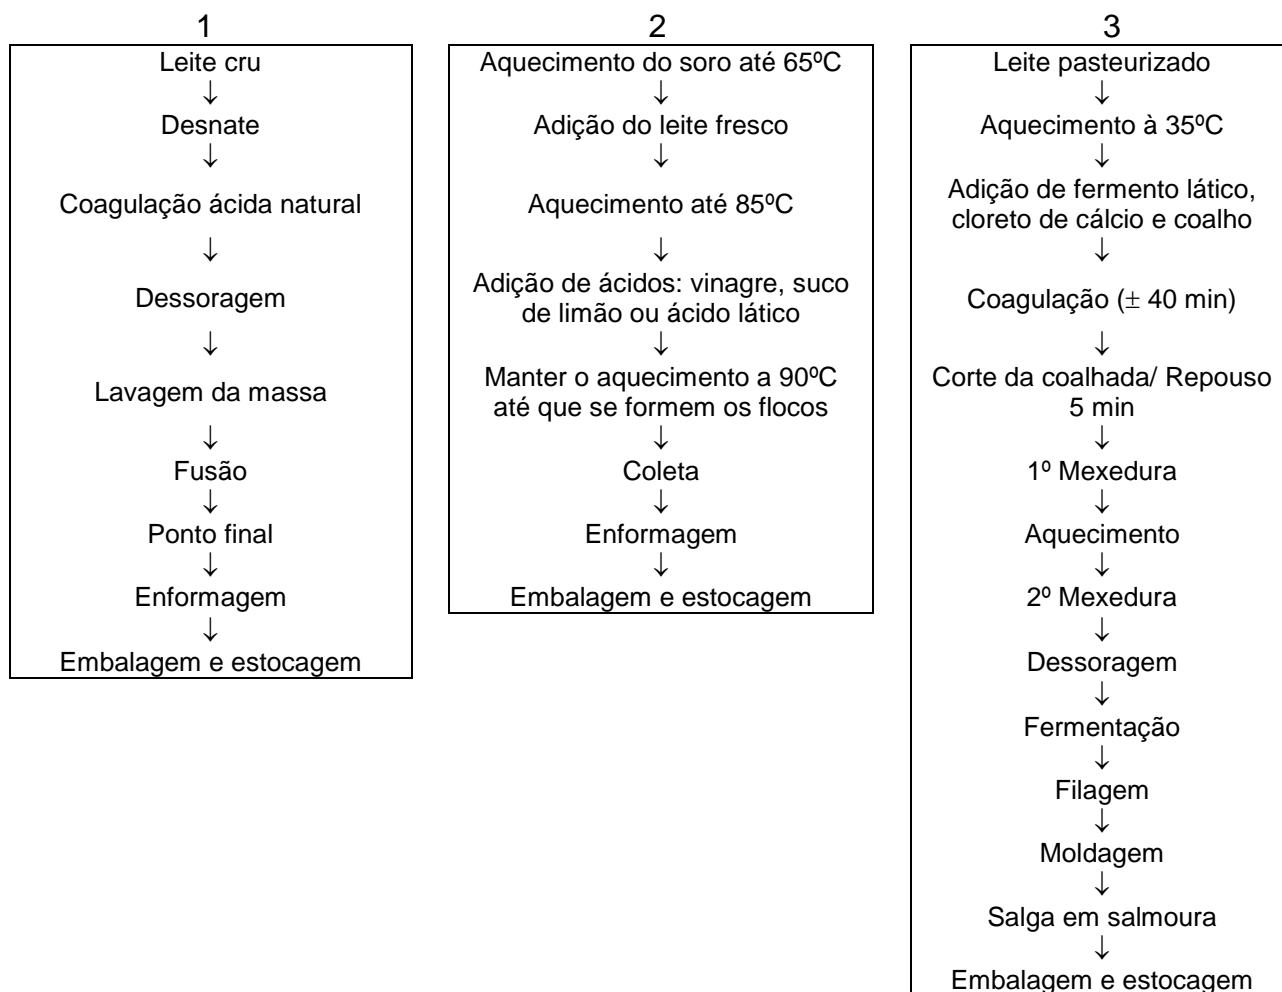 1
Leite cru
↓
Desnate
↓
Coagulação ácida natural
↓
Dessoragem
↓
Lavagem da massa
↓
Fusão
↓
Ponto final
↓
Enformagem
↓
Embalagem e estocagem
2
Aquecimento do soro até 65ºC
↓
Adição do leite fresco
↓
Aquecimento até 85ºC
↓
Adição de ácidos: vinagre, suco
de limão ou ácido lático
↓
Manter o aquecimento a 90ºC
até que se formem os flocos
↓
Coleta
↓
Enformagem
↓
Embalagem e estocagem
3
Leite pasteurizado
↓
Aquecimento à 35ºC
↓
Adição de fermento lático,
cloreto de cálcio e coalho
↓
Coagulação (± 40 min)
↓
Corte da coalhada/ Repouso
5 min
↓
1º Mexedura
↓
Aquecimento
↓
2º Mexedura
↓
Dessoragem
↓
Fermentação
↓
Filagem
↓
Moldagem
↓
Salga em salmoura
↓
Embalagem e estocagem